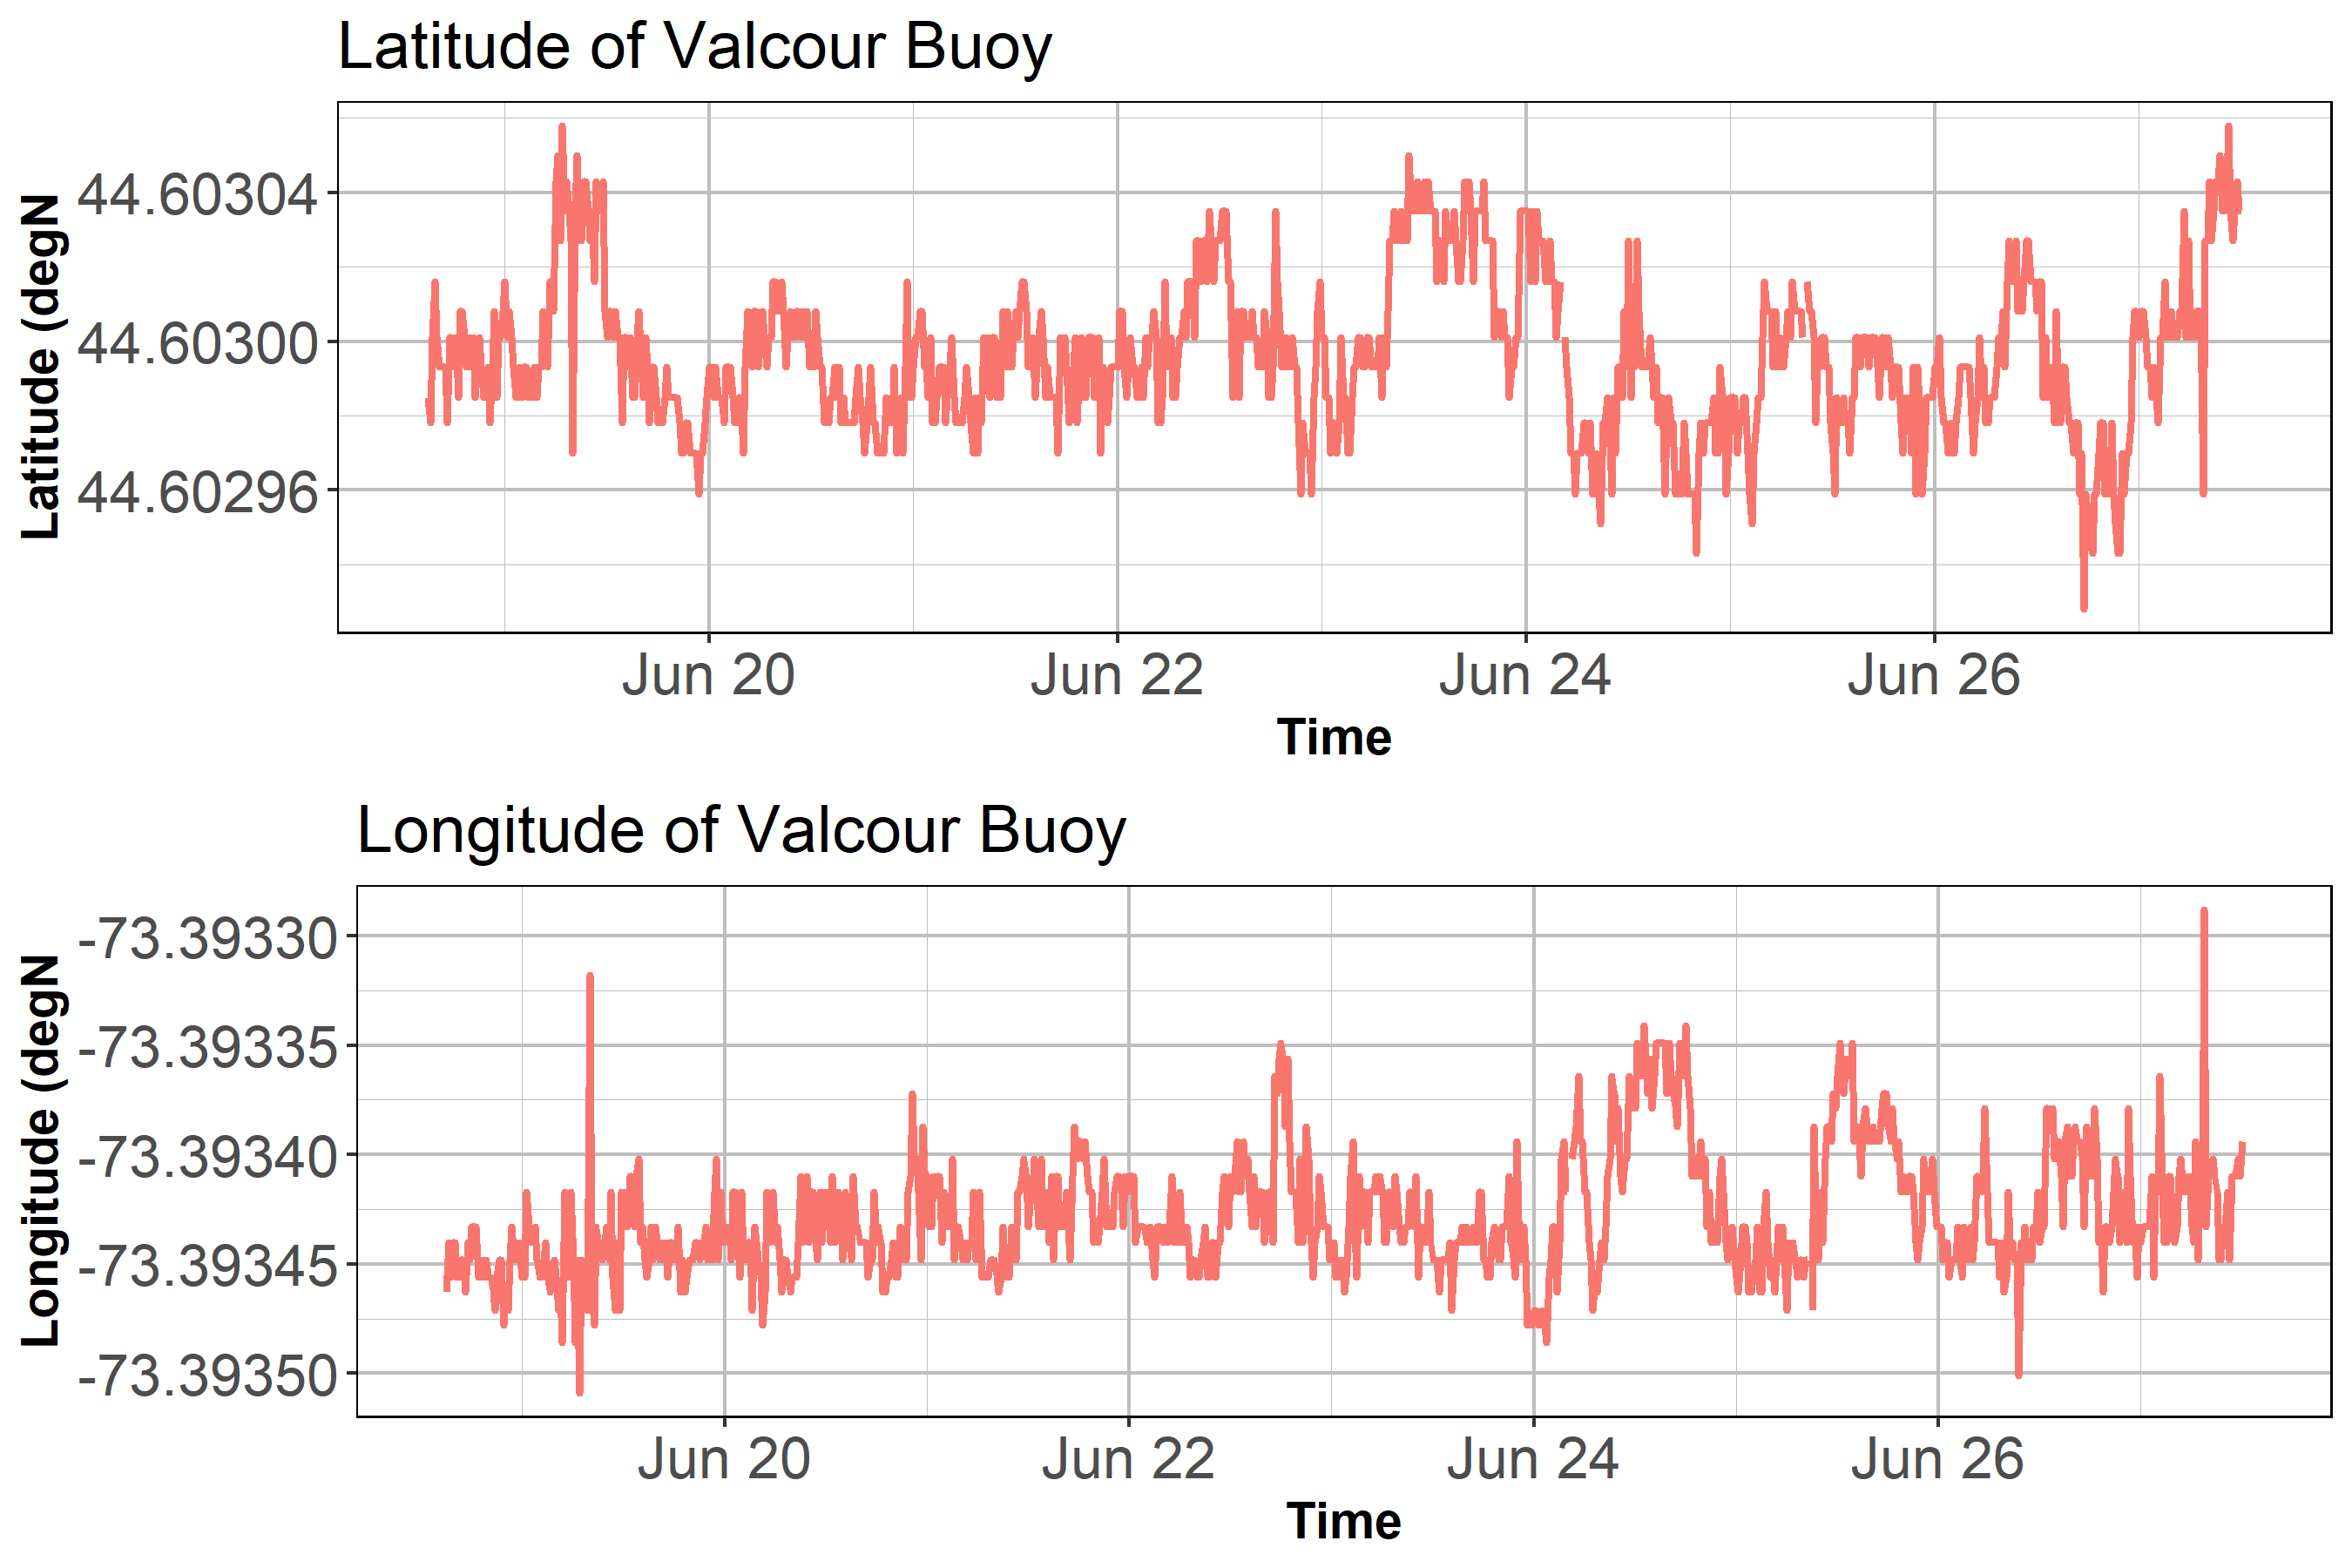 Latitude of Valcour Buoy
Latitude (degN
44.60304
44.60300
44.60296
Jun 20 Jun 22 Jun 24 Jun 26
Time
Longitude of Valcour Buoy
Longitude (degN
-73.39330
-73.39335
-73.39340
-73.39345
-73.39350
Jun 20 Jun 22 Jun 24 Jun 26
Time